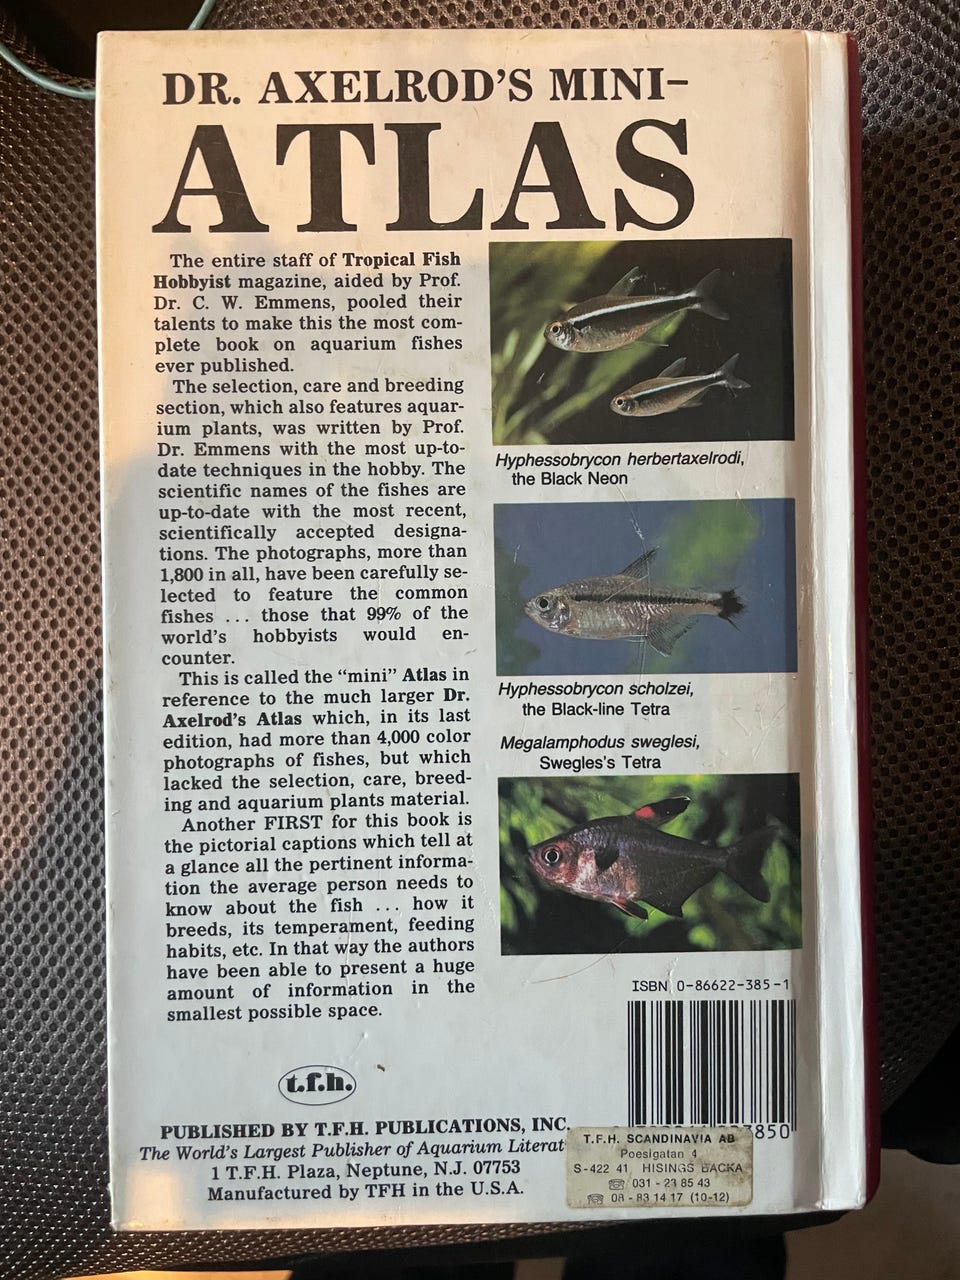 DR. AXELROD'S MINI-
ATLAS
The entire staff of Tropical Fish
Hobbyist magazine, aided by Prof.
Dr. C. W. Emmens, pooled their
talents to make this the most com-
plete book on aquarium fishes
ever published.
The selection, care and breeding
section, which also features aquar-
ium plants, was written by Prof.
Dr. Emmens with the most up-to-
date techniques in the hobby. The
scientific names of the fishes are
up-to-date with the most recent,
scientifically accepted designa-
tions. The photographs, more than
1,800 in all, have been carefully se-
lected to feature the common
fishes ... those that 99% of the
world's hobbyists would en-
counter.
This is called the "mini" Atlas in
reference to the much larger Dr.
Axelrod's Atlas which, in its last
edition, had more than 4,000 color
photographs of fishes, but which
lacked the selection, care, breed-
ing and aquarium plants material.
Another FIRST for this book is
the pictorial captions which tell at
a glance all the pertinent informa-
tion the average person needs to
know about the fish ... how it
breeds, its temperament, feeding
habits, etc. In that way the authors
have been able to present a huge
amount of information in the
smallest possible space.
Hyphessobrycon herbertaxelrodi,
the Black Neon
Hyphessobrycon scholzei,
the Black-line Tetra
Megalamphodus sweglesi,
Swegles's Tetra
ISBN 0-86622-385-1
3850
t.f.h.
PUBLISHED BY T.F.H. PUBLICATIONS, INC.
The World's Largest Publisher of Aquarium Literat
1 T.F.H. Plaza, Neptune, N.J. 07753
Manufactured by TFH in the U.S.A.
T.F.H. SCANDINAVIA AB
Poesigatan 4
S-422 41 HISINGS BACKA
☏ 031 - 23 85 43
☏ 08 - 83 14 17 (10-12)